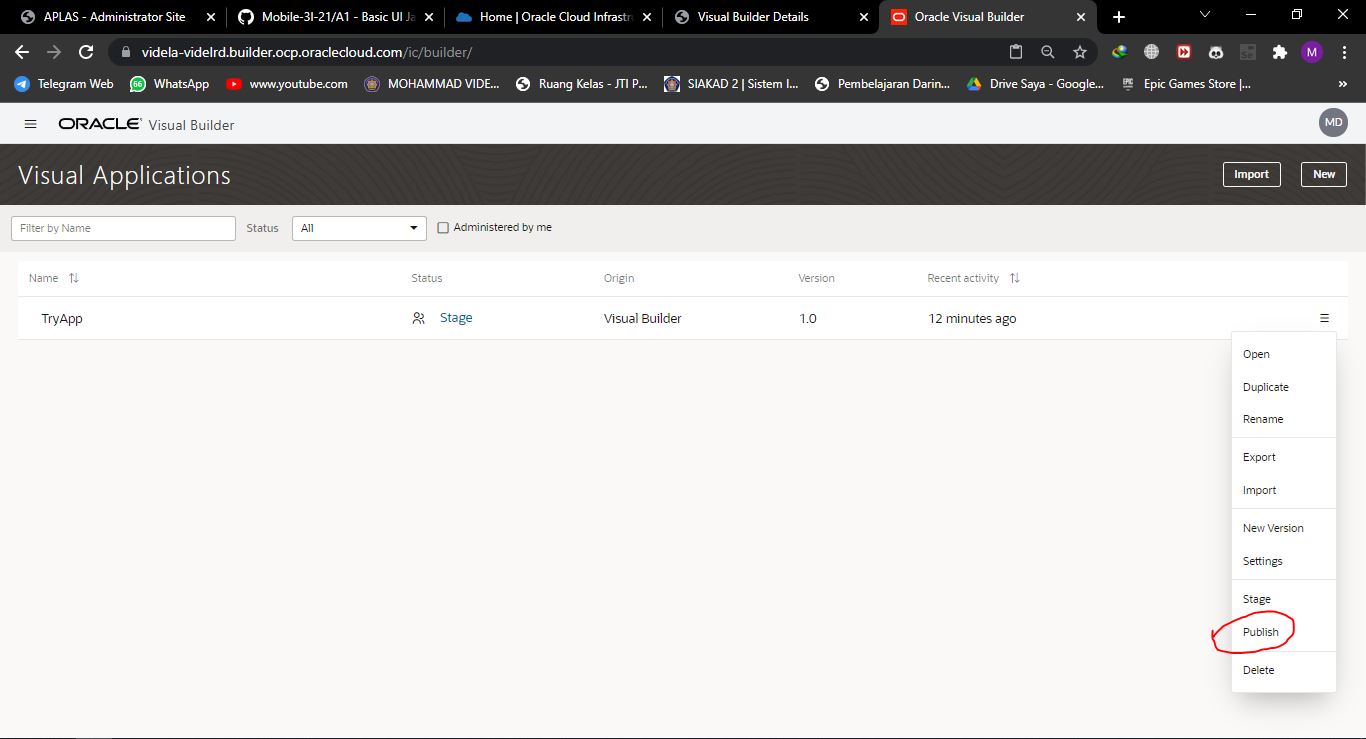 APLAS - Administrator Site
Mobile-3I-21/A1 - Basic UI Ja
Home | Oracle Cloud Infrastru
Visual Builder Details
Oracle Visual Builder
videla-videlrd.builder.ocp.oraclecloud.com/ic/builder/
M
Telegram Web
66
WhatsApp
www.youtube.com
MOHAMMAD VIDE...
Ruang Kelas - JTI P...
SIAKAD 2 | Sistem I...
Pembelajaran Darin...
Drive Saya - Google...
Epic Games Store |...
»
ORACLE Visual Builder
MD
Visual Applications
Import
New
Filter by Name
Status
All
Administered by me
Name
Status
Origin
Version
Recent activity
TryApp
Stage
Visual Builder
1.0
12 minutes ago
Open
Duplicate
Rename
Export
Import
New Version
Settings
Stage
Publish
Delete